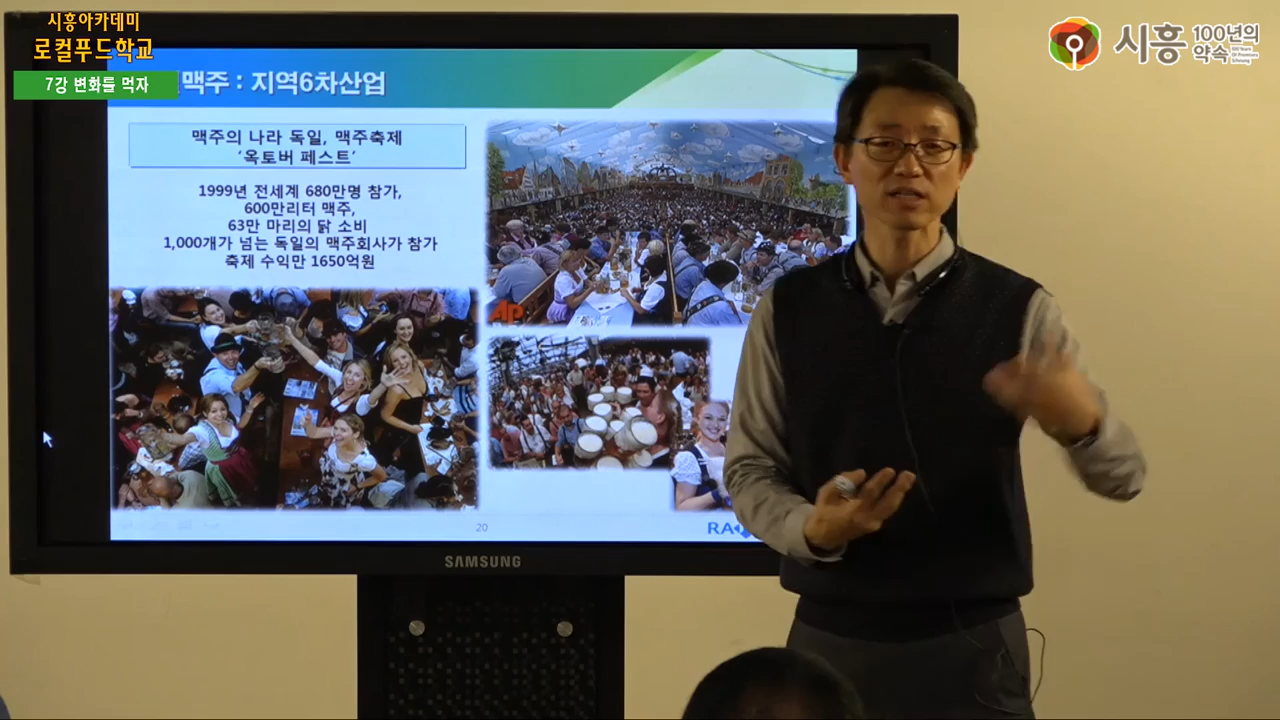 시흥아카데미
로컬푸드학교
7강 변화를 먹자
시흥 100년의 약속
맥주 : 지역6차산업
맥주의 나라 독일, 맥주축제
‘옥토버 페스트’
1999년 전세계 680만명 참가,
600만리터 맥주,
63만 마리의 닭 소비
1,000개가 넘는 독일의 맥주회사가 참가
축제 수익만 1650억원
AP
20
RA
SAMSUNG